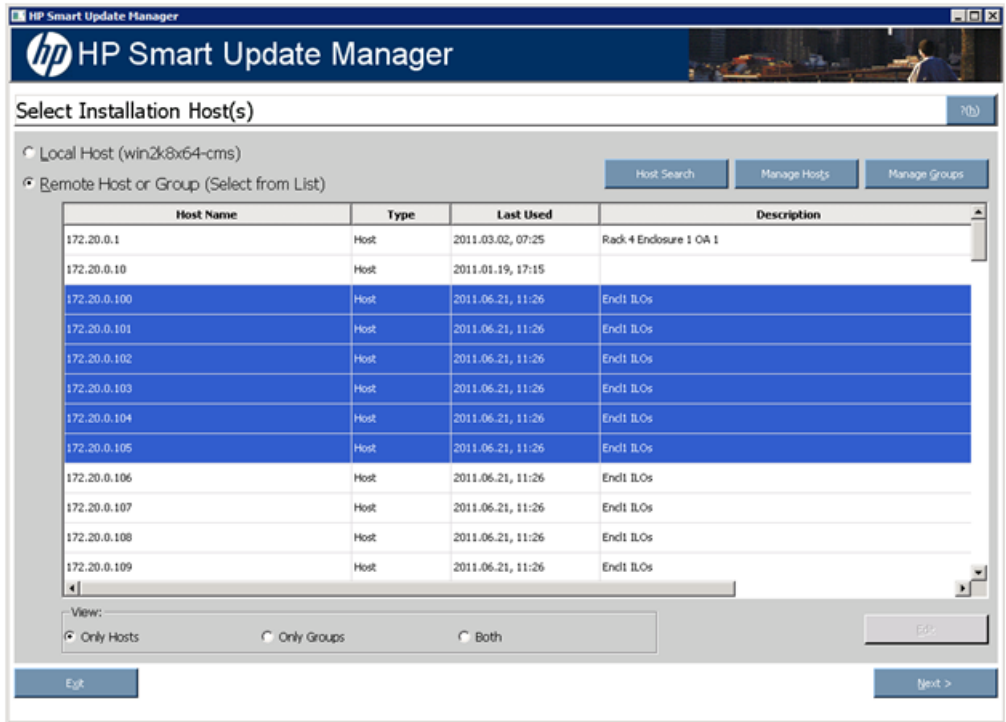 HP Smart Update Manager
hp HP Smart Update Manager
Select Installation Host(s)
?(h)
Local Host (win2k8x64-cms)
Remote Host or Group (Select from List)
Host Search
Manage Hosts
Manage Groups
Host Name Type Last Used Description
172.20.0.1 Host 2011.03.02, 07:25 Rack 4 Enclosure 1 OA 1
172.20.0.10 Host 2011.01.19, 17:15
172.20.0.100 Host 2011.06.21, 11:26 Encl1 ILOs
172.20.0.101 Host 2011.06.21, 11:26 Encl1 ILOs
172.20.0.102 Host 2011.06.21, 11:26 Encl1 ILOs
172.20.0.103 Host 2011.06.21, 11:26 Encl1 ILOs
172.20.0.104 Host 2011.06.21, 11:26 Encl1 ILOs
172.20.0.105 Host 2011.06.21, 11:26 Encl1 ILOs
172.20.0.106 Host 2011.06.21, 11:26 Encl1 ILOs
172.20.0.107 Host 2011.06.21, 11:26 Encl1 ILOs
172.20.0.108 Host 2011.06.21, 11:26 Encl1 ILOs
172.20.0.109 Host 2011.06.21, 11:26 Encl1 ILOs
View:
Only Hosts Only Groups Both
Edit
Exit
Next >